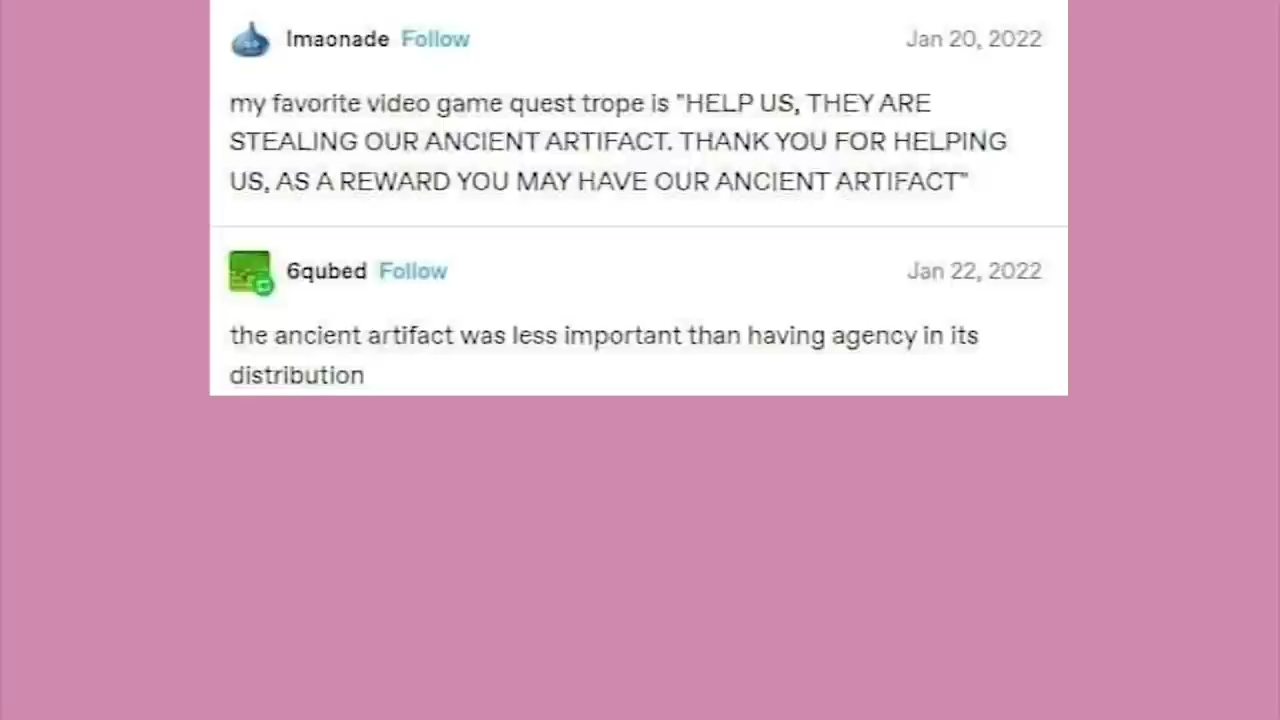 lmaonade Follow Jan 20, 2022
my favorite video game quest trope is "HELP US, THEY ARE
STEALING OUR ANCIENT ARTIFACT. THANK YOU FOR HELPING
US, AS A REWARD YOU MAY HAVE OUR ANCIENT ARTIFACT"
6qubed Follow Jan 22, 2022
the ancient artifact was less important than having agency in its
distribution